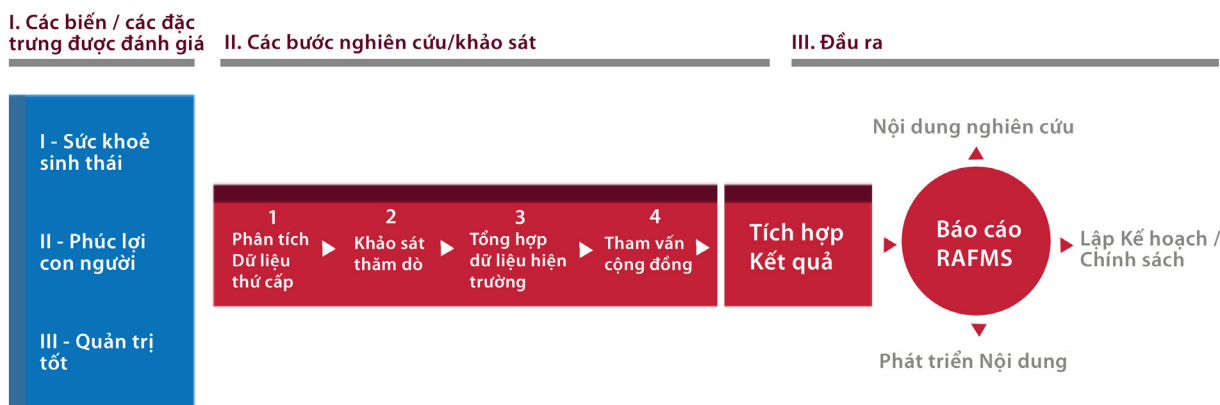 I. Các biến / các đặc
trưng được đánh giá
II. Các bước nghiên cứu/khảo sát
III. Đầu ra
I - Sức khoẻ
sinh thái
II - Phúc lợi
con người
III - Quản trị
tốt
1
Phân tích
Dữ liệu
thứ cấp
2
Khảo sát
thăm dò
3
Tổng hợp
dữ liệu hiện
trường
4
Tham vấn
cộng đồng
Tích hợp
Kết quả
Nội dung nghiên cứu
Báo cáo
RAFMS
Lập Kế hoạch /
Chính sách
Phát triển Nội dung